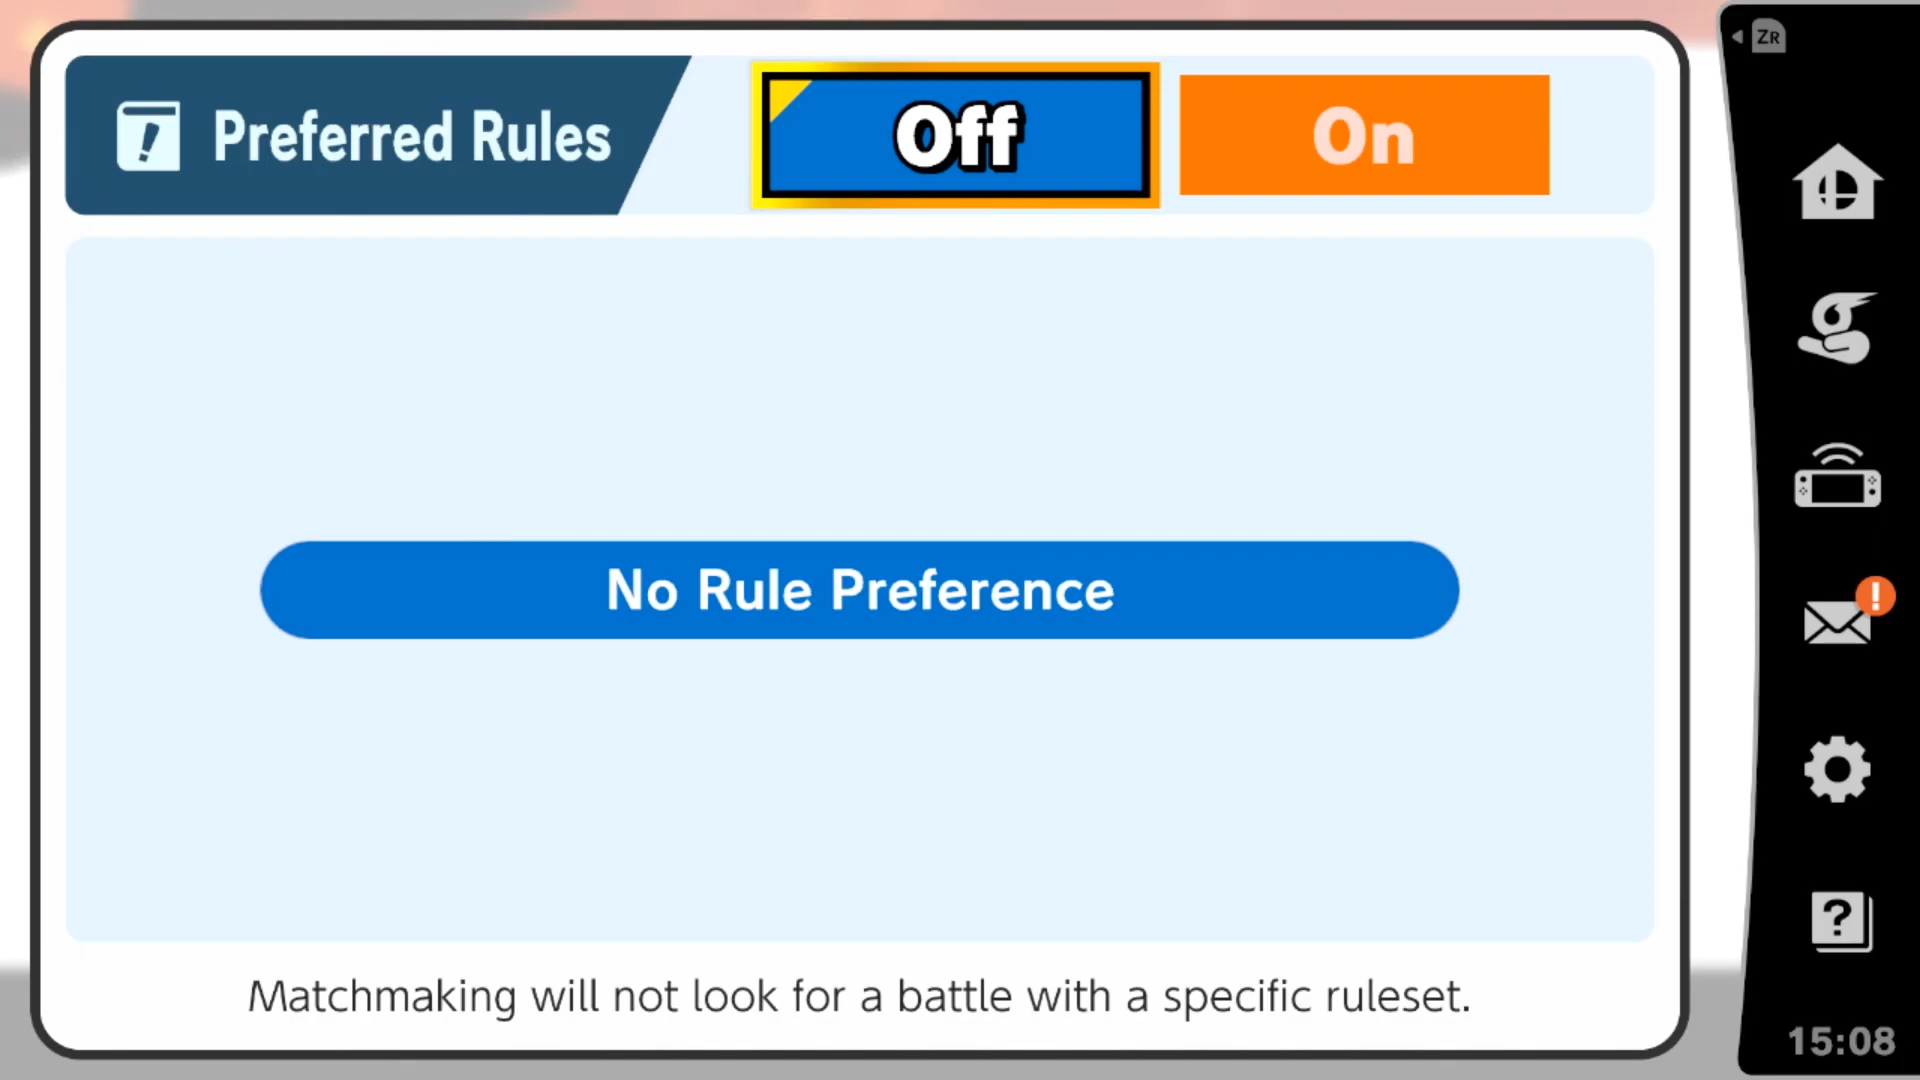 Preferred Rules
Off
On
ZR
No Rule Preference
!
?
Matchmaking will not look for a battle with a specific ruleset.
15:08